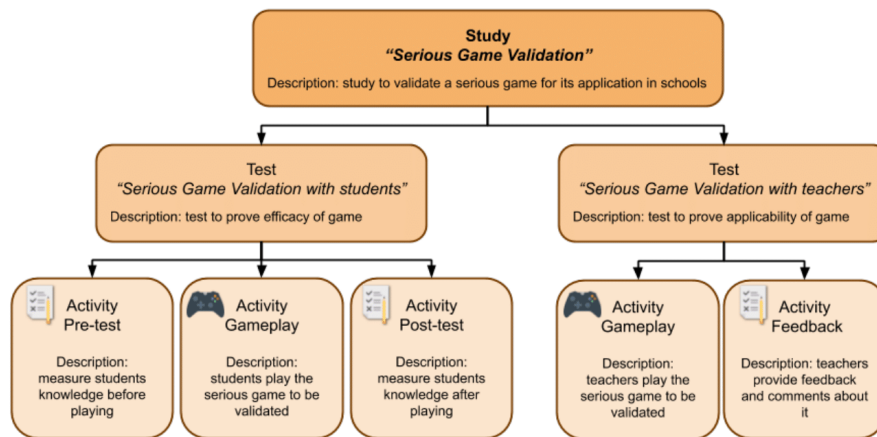 Study
“Serious Game Validation”
Description: study to validate a serious game for its application in schools
Test
“Serious Game Validation with students”
Description: test to prove efficacy of game
Test
“Serious Game Validation with teachers”
Description: test to prove applicability of game
Activity
Pre-test
Description:
measure students
knowledge before
playing
Activity
Gameplay
Description:
students play the
serious game to be
validated
Activity
Post-test
Description:
measure students
knowledge after
playing
Activity
Gameplay
Description:
teachers play the
serious game to be
validated
Activity
Feedback
Description: teachers
provide feedback
and comments about
it